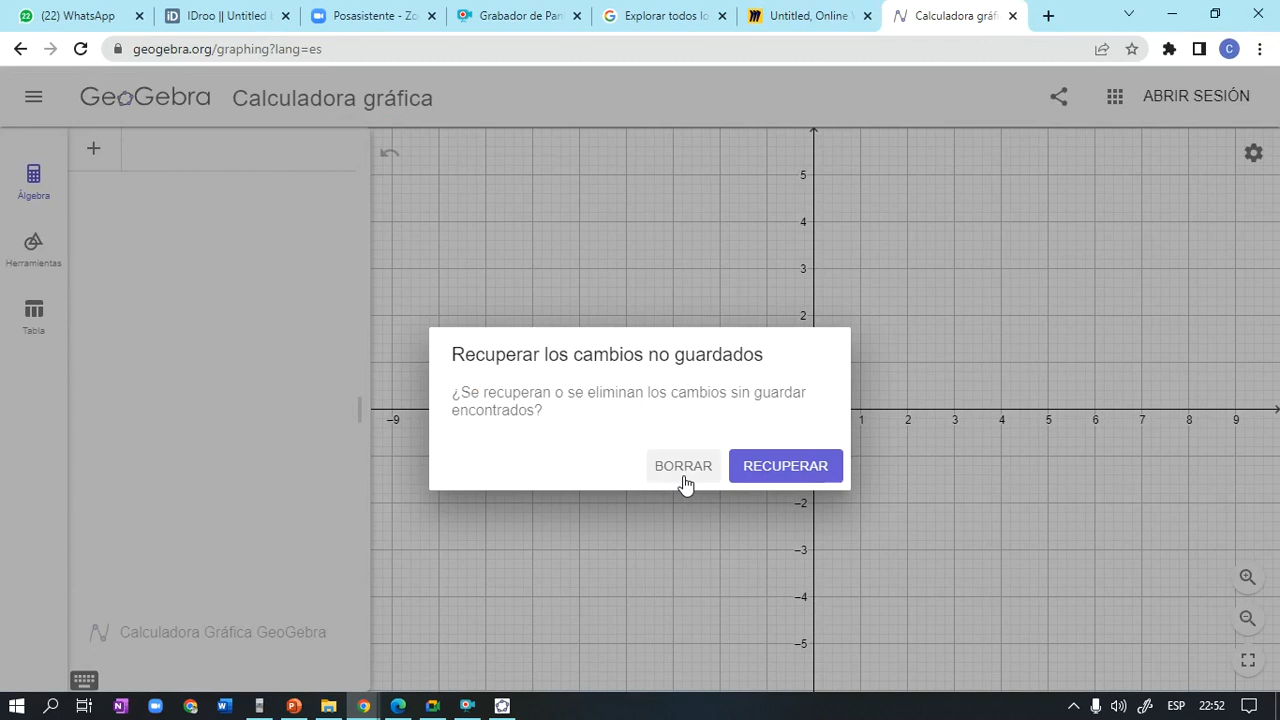 (22) WhatsApp
IDroo || Untitled
Posasistente - Zo
Grabador de Pan
Explorar todos lo
Untitled, Online
Calculadora gráfi
geogebra.org/graphing?lang=es
C
GeoGebra
Calculadora gráfica
ABRIR SESIÓN
Álgebra
Herramientas
Tabla
5
4
3
2
Recuperar los cambios no guardados
¿Se recuperan o se eliminan los cambios sin guardar
encontrados?
BORRAR
RECUPERAR
–9
1
2
3
4
5
6
7
8
9
–2
–3
–4
–5
Calculadora Gráfica GeoGebra
ESP
22:52